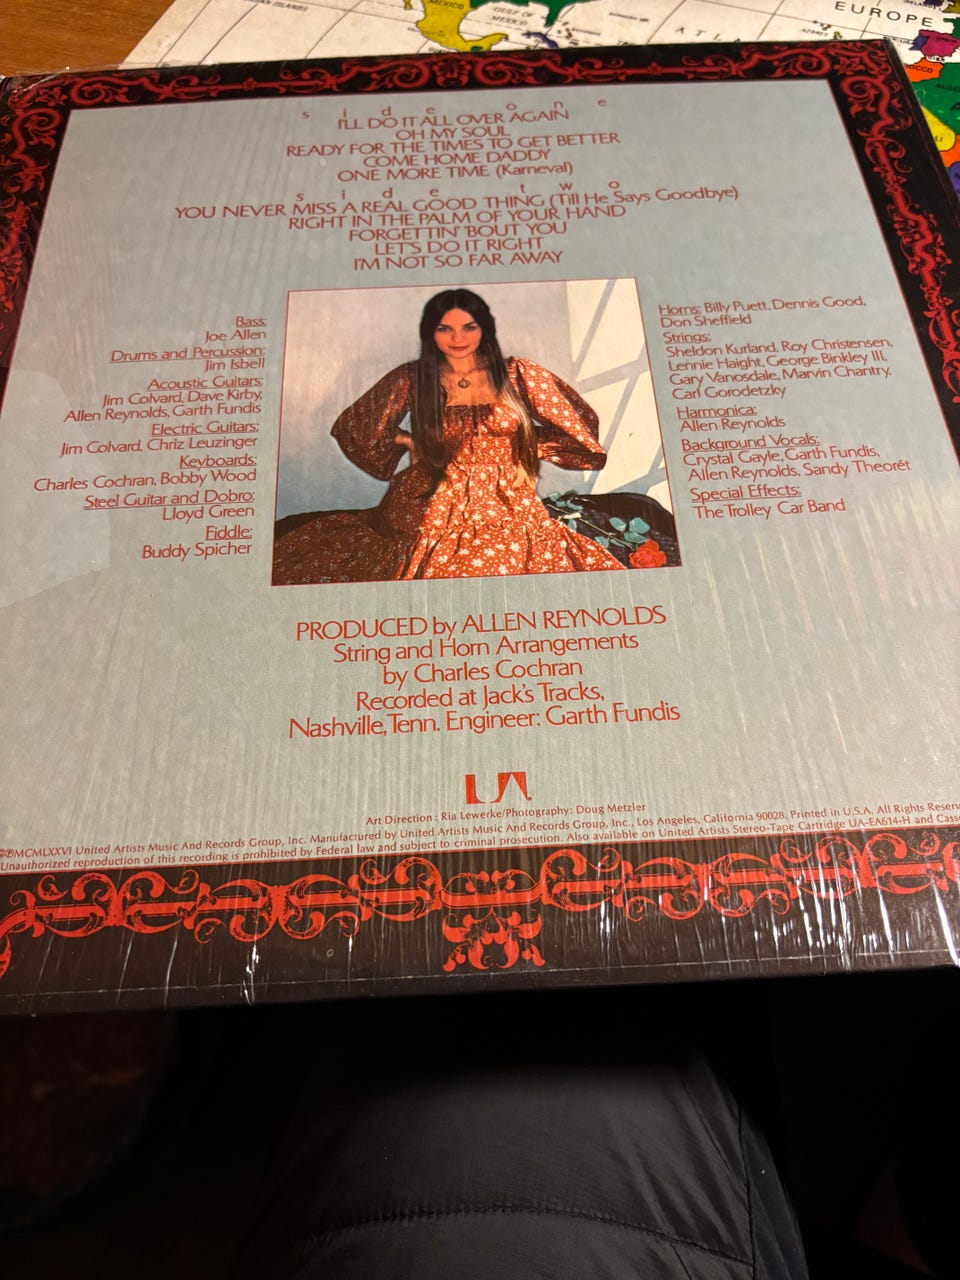 GULF OF
MEXICO
EUROPE
side one
I'LL DO IT ALL OVER AGAIN
OH MY SOUL
READY FOR THE TIMES TO GET BETTER
COME HOME DADDY
ONE MORE TIME (Karneval)
side two
YOU NEVER MISS A REAL GOOD THING (Till He Says Goodbye)
RIGHT IN THE PALM OF YOUR HAND
FORGETTIN' BOUT YOU
LET'S DO IT RIGHT
I'M NOT SO FAR AWAY
Bass:
Joe Allen
Drums and Percussion:
Jim Isbell
Acoustic Guitars:
Jim Colvard, Dave Kirby,
Allen Reynolds, Garth Fundis
Electric Guitars:
Jim Colvard, Chriz Leuzinger
Keyboards:
Charles Cochran, Bobby Wood
Steel Guitar and Dobro:
Lloyd Green
Fiddle:
Buddy Spicher
Horns: Billy Puett, Dennis Good,
Don Sheffield
Strings:
Sheldon Kurland, Roy Christensen,
Lennie Haight, George Binkley III,
Gary Vanosdale, Marvin Chantry,
Carl Gorodetzky
Harmonica:
Allen Reynolds
Background Vocals:
Crystal Gayle, Garth Fundis,
Allen Reynolds, Sandy Theorét
Special Effects:
The Trolley Car Band
PRODUCED by ALLEN REYNOLDS
String and Horn Arrangements
by Charles Cochran
Recorded at Jack's Tracks,
Nashville, Tenn. Engineer: Garth Fundis
UA
Art Direction: Ria Lewerke/Photography: Doug Metzler
©℗MCMLXXVI United Artists Music And Records Group, Inc. Manufactured by United Artists Music And Records Group, Inc., Los Angeles, California 90028. Printed in U.S.A. All Rights
Unauthorized reproduction of this recording is prohibited by Federal law and subject to criminal prosecution. Also available on United Artists Stereo-Tape Cartridge UA-EA614-H and